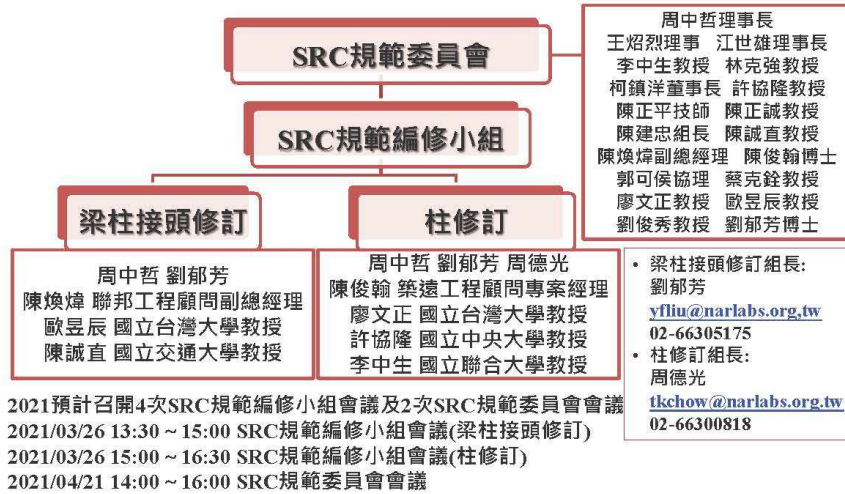 SRC規範委員會
周中哲理事長
王炤烈理事 江世雄理事長
李中生教授 林克強教授
柯鎮洋董事長 許協隆教授
陳正平技師 陳正誠教授
陳建忠組長 陳誠直教授
陳煥煒副總經理 陳俊翰博士
郭可侯協理 蔡克銓教授
廖文正教授 歐昱辰教授
劉俊秀教授 劉郁芳博士
SRC規範編修小組
梁柱接頭修訂
周中哲 劉郁芳
陳煥煒 聯邦工程顧問副總經理
歐昱辰 國立台灣大學教授
陳誠直 國立交通大學教授
柱修訂
周中哲 劉郁芳 周德光
陳俊翰 築遠工程顧問專案經理
廖文正 國立台灣大學教授
許協隆 國立中央大學教授
李中生 國立聯合大學教授
• 梁柱接頭修訂組長:
劉郁芳
yfliu@narlabs.org,tw
02-66305175
• 柱修訂組長:
周德光
tkchow@narlabs.org.tw
02-66300818
2021預計召開4次SRC規範編修小組會議及2次SRC規範委員會會議
2021/03/26 13:30 ~ 15:00 SRC規範編修小組會議(梁柱接頭修訂)
2021/03/26 15:00 ~ 16:30 SRC規範編修小組會議(柱修訂)
2021/04/21 14:00 ~ 16:00 SRC規範委員會會議